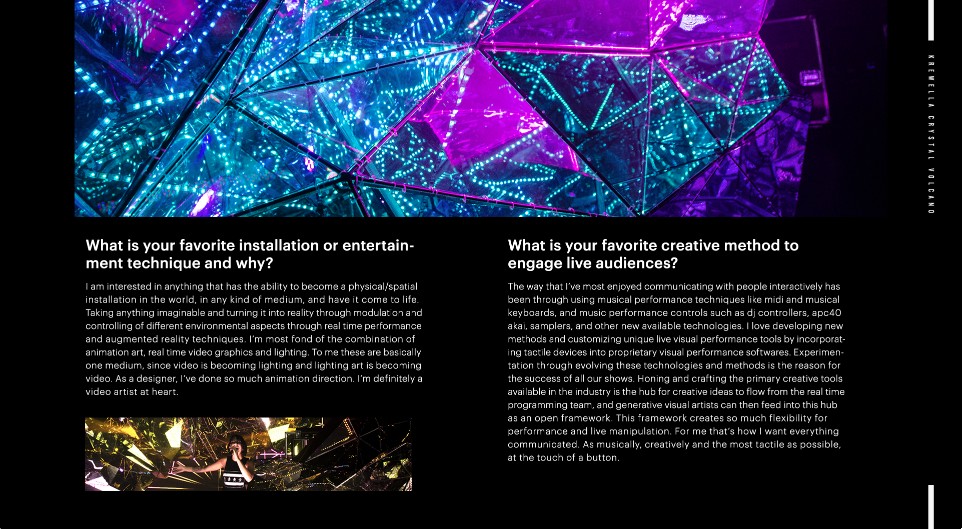 KREMELLA CRYSTAL VOLCANO
What is your favorite installation or entertain-
ment technique and why?
I am interested in anything that has the ability to become a physical/spatial
installation in the world, in any kind of medium, and have it come to life.
Taking anything imaginable and turning it into reality through modulation and
controlling of different environmental aspects through real time performance
and augmented reality techniques. I'm most fond of the combination of
animation art, real time video graphics and lighting. To me these are basically
one medium, since video is becoming lighting and lighting art is becoming
video. As a designer, I've done so much animation direction. I'm definitely a
video artist at heart.
What is your favorite creative method to
engage live audiences?
The way that I've most enjoyed communicating with people interactively has
been through using musical performance techniques like midi and musical
keyboards, and music performance controls such as dj controllers, apc40
akai, samplers, and other new available technologies. I love developing new
methods and customizing unique live visual performance tools by incorporat-
ing tactile devices into proprietary visual performance softwares. Experimen-
tation through evolving these technologies and methods is the reason for
the success of all our shows. Honing and crafting the primary creative tools
available in the industry is the hub for creative ideas to flow from the real time
programming team, and generative visual artists can then feed into this hub
as an open framework. This framework creates so much flexibility for
performance and live manipulation. For me that's how I want everything
communicated. As musically, creatively and the most tactile as possible,
at the touch of a button.